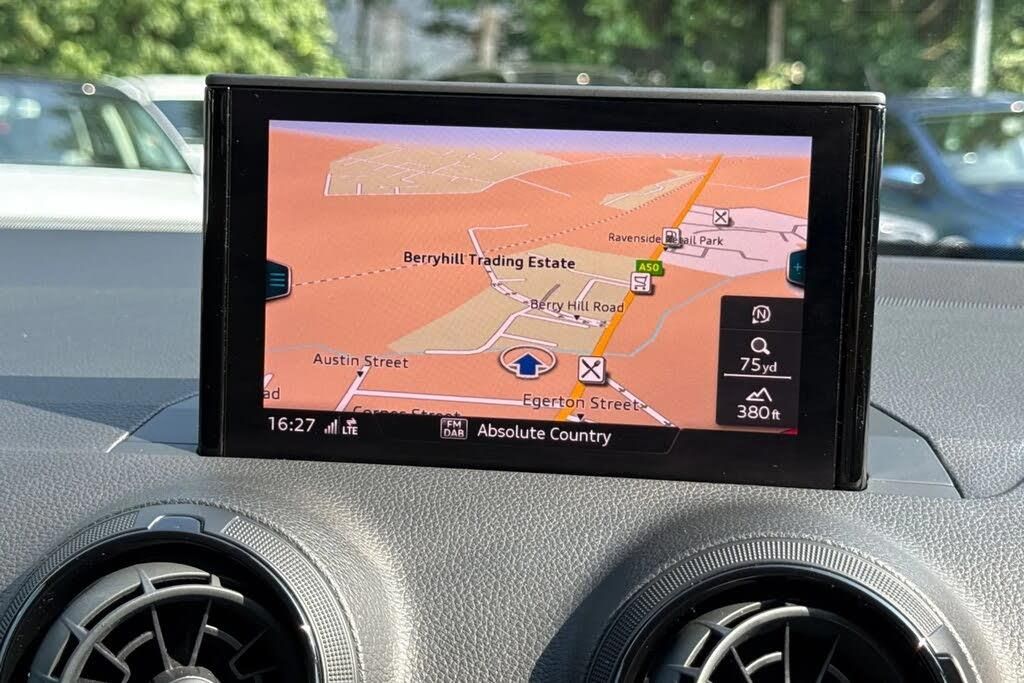 Ravenside Retail Park
Berryhill Trading Estate
A50
Berry Hill Road
N
75yd
Austin Street
Egerton Street
380ft
16:27 LTE
FM
DAB
Absolute Country